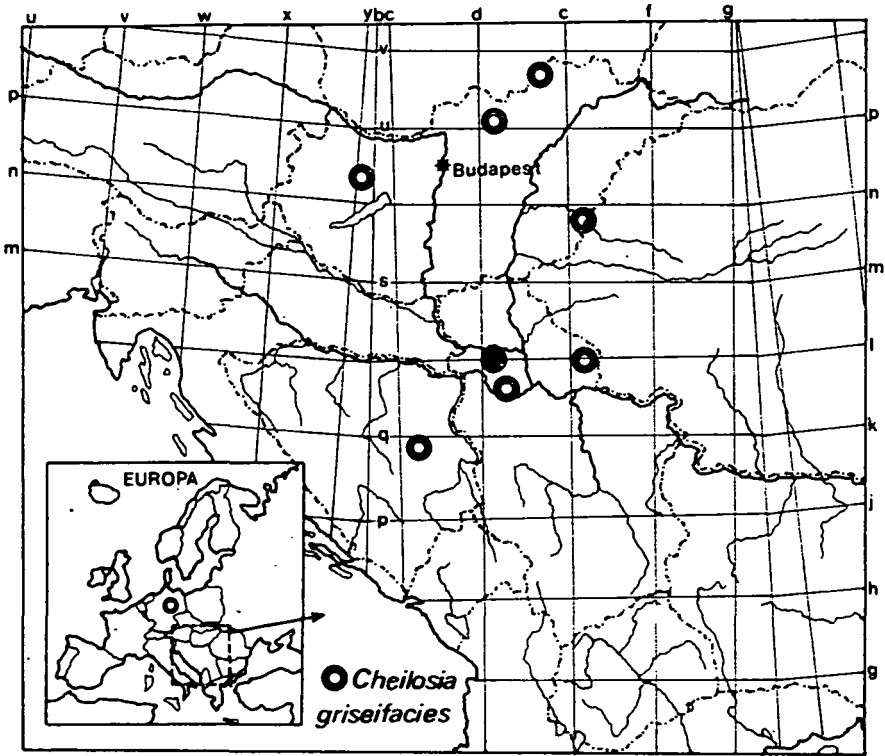 u v w x y b c d c f g
v
p u p
Budapest
n n
m m
s
l
k
q
j
p
h
EUROPA
g
Cheilosia
griseifacies